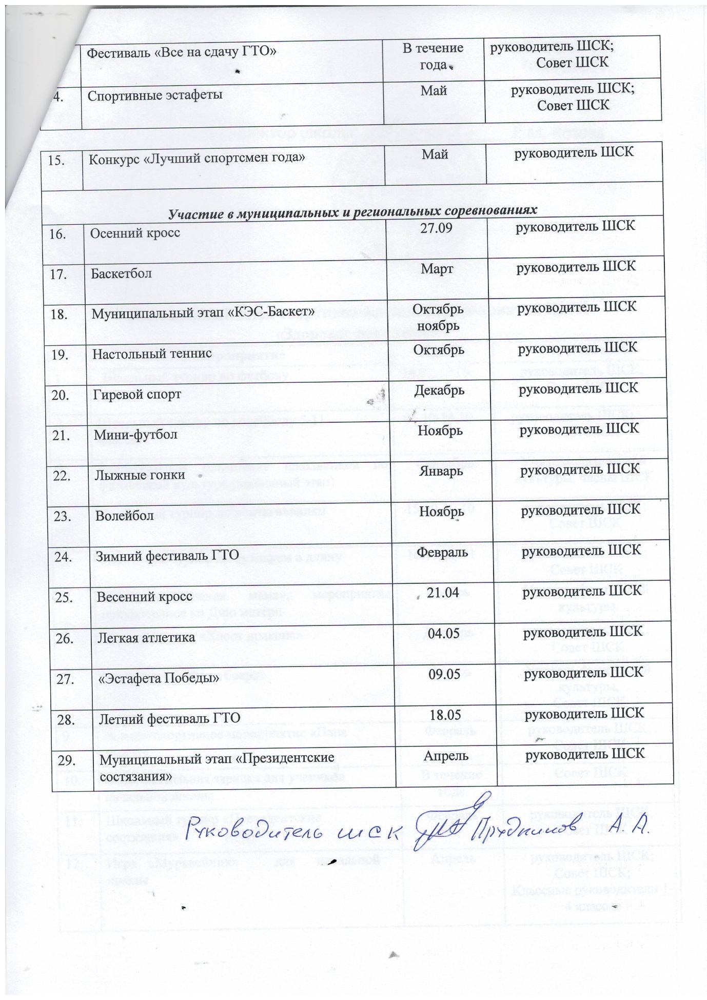 Фестиваль «Все на сдачу ГТО»
В течение
года
руководитель ШСК;
Совет ШСК
4.
Спортивные эстафеты
Май
руководитель ШСК;
Совет ШСК
15.
Конкурс «Лучший спортсмен года»
Май
руководитель ШСК
Участие в муниципальных и региональных соревнованиях
16.
Осенний кросс
27.09
руководитель ШСК
17.
Баскетбол
Март
руководитель ШСК
18.
Муниципальный этап «КЭС-Баскет»
Октябрь
ноябрь
руководитель ШСК
19.
Настольный теннис
Октябрь
руководитель ШСК
20.
Гиревой спорт
Декабрь
руководитель ШСК
21.
Мини-футбол
Ноябрь
руководитель ШСК
22.
Лыжные гонки
Январь
руководитель ШСК
23.
Волейбол
Ноябрь
руководитель ШСК
24.
Зимний фестиваль ГТО
Февраль
руководитель ШСК
25.
Весенний кросс
21.04
руководитель ШСК
26.
Легкая атлетика
04.05
руководитель ШСК
27.
«Эстафета Победы»
09.05
руководитель ШСК
28.
Летний фестиваль ГТО
18.05
руководитель ШСК
29.
Муниципальный этап «Президентские
состязания»
Апрель
руководитель ШСК
Руководитель ШСК Прудников А. А.